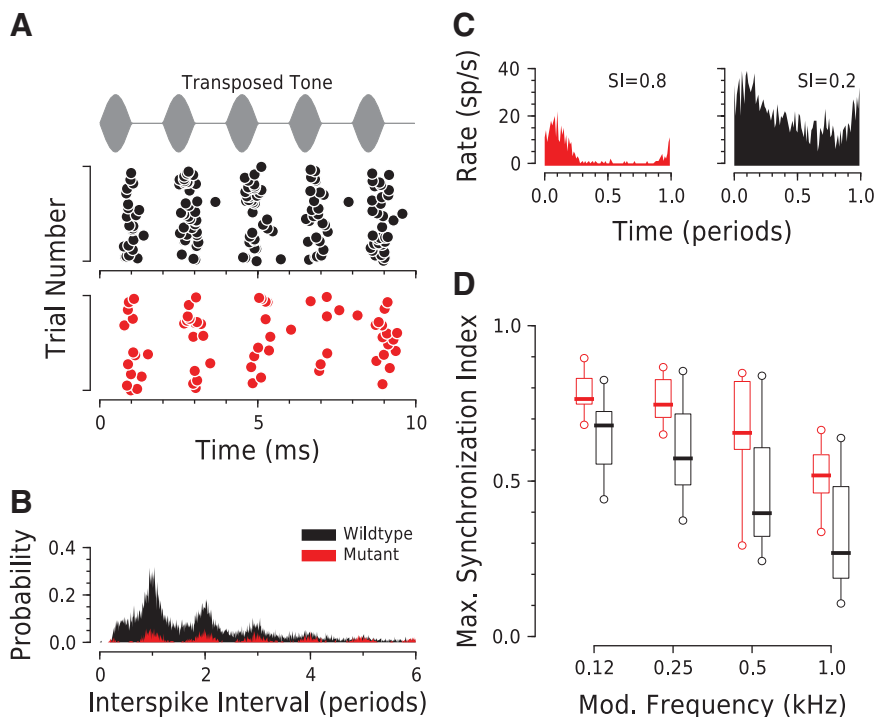 A
Transposed Tone
Trial Number
0 5 10
Time (ms)
B
Wildtype
Mutant
Probability
0.4
0.2
0.0
0 2 4 6
Interspike Interval (periods)
C
Rate (sp/s)
40
20
0
SI=0.8
SI=0.2
0.0 0.5 1.0
0.0 0.5 1.0
Time (periods)
D
Max. Synchronization Index
1.0
0.5
0.0
0.12 0.25 0.5 1.0
Mod. Frequency (kHz)